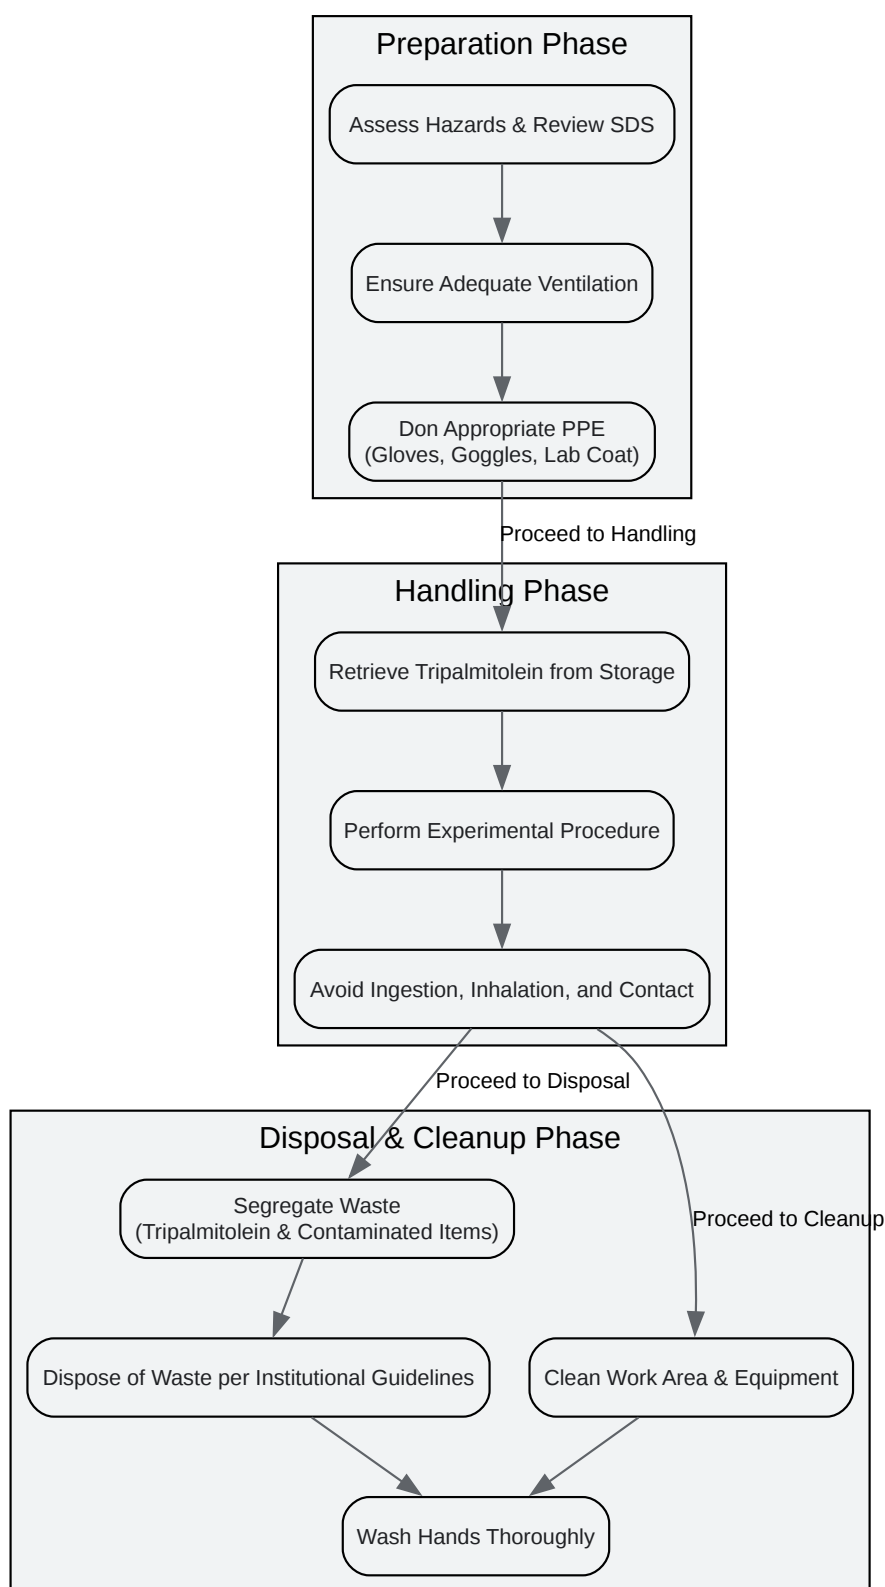 Preparation Phase
Assess Hazards & Review SDS
Ensure Adequate Ventilation
Don Appropriate PPE
(Gloves, Goggles, Lab Coat)
Proceed to Handling
Handling Phase
Retrieve Tripalmitolein from Storage
Perform Experimental Procedure
Avoid Ingestion, Inhalation, and Contact
Proceed to Disposal
Disposal & Cleanup Phase
Segregate Waste
(Tripalmitolein & Contaminated Items)
Proceed to Cleanup
Dispose of Waste per Institutional Guidelines
Clean Work Area & Equipment
Wash Hands Thoroughly